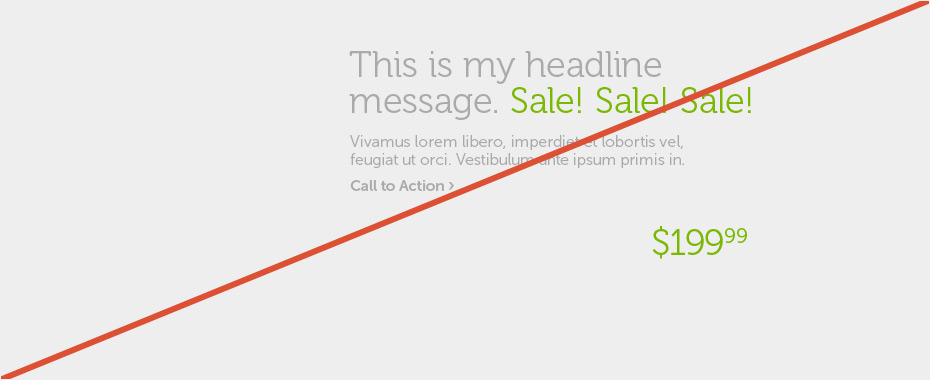 This is my headline
message. Sale! Sale! Sale!
Vivamus lorem libero, imperdiet et lobortis vel,
feugiat ut orci. Vestibulum ante ipsum primis in.
Call to Action ›
$199⁹⁹